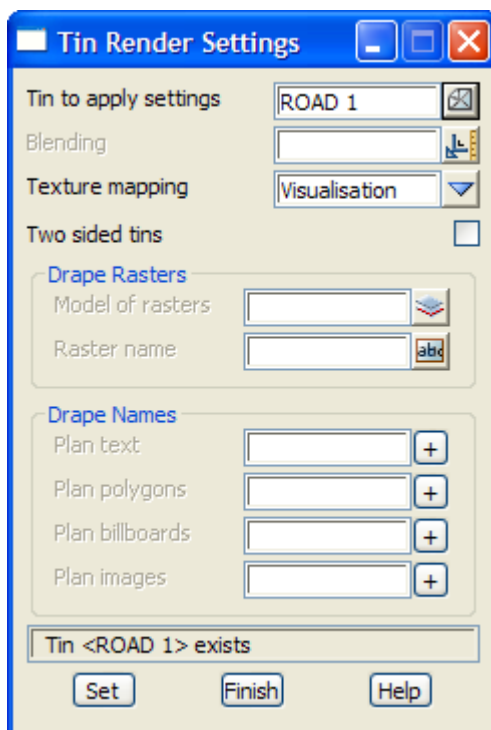 Tin Render Settings
Tin to apply settings ROAD 1
Blending
Texture mapping Visualisation
Two sided tins
Drape Rasters
Model of rasters
Raster name abc
Drape Names
Plan text +
Plan polygons +
Plan billboards +
Plan images +
Tin <ROAD 1> exists
Set Finish Help